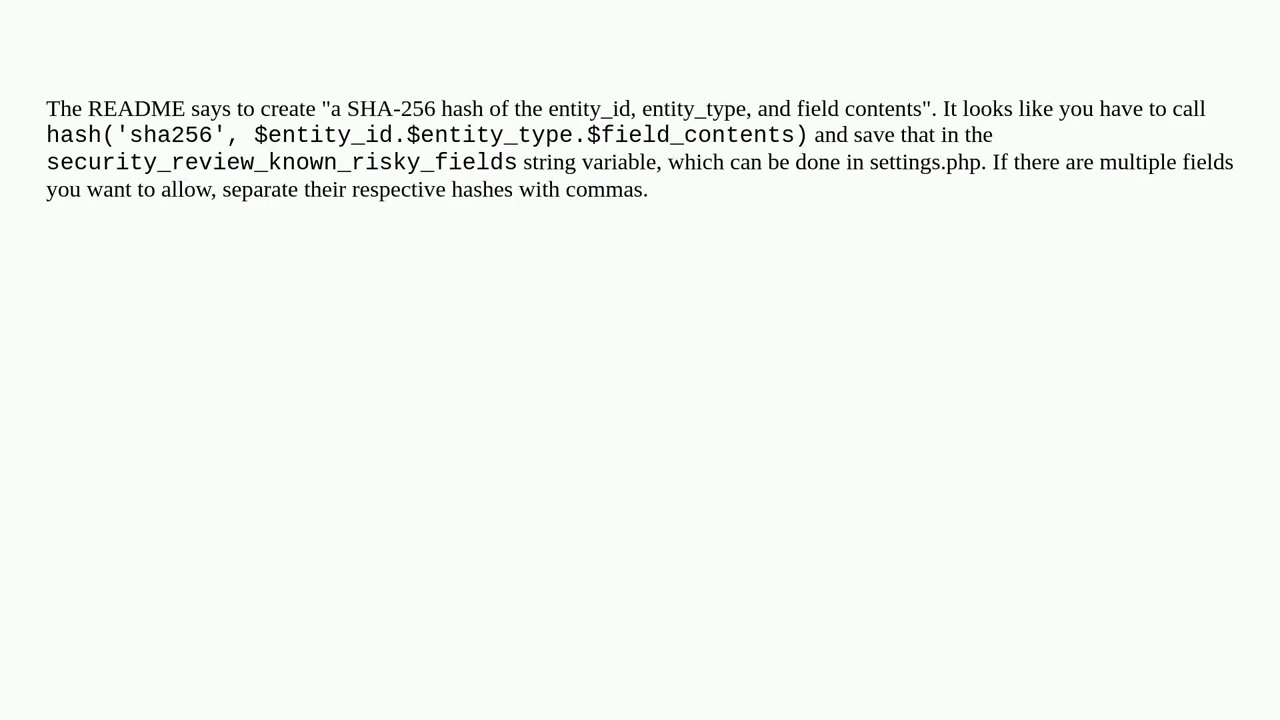 The README says to create "a SHA-256 hash of the entity_id, entity_type, and field contents". It looks like you have to call
hash('sha256', $entity_id.$entity_type.$field_contents) and save that in the
security_review_known_risky_fields string variable, which can be done in settings.php. If there are multiple fields
you want to allow, separate their respective hashes with commas.